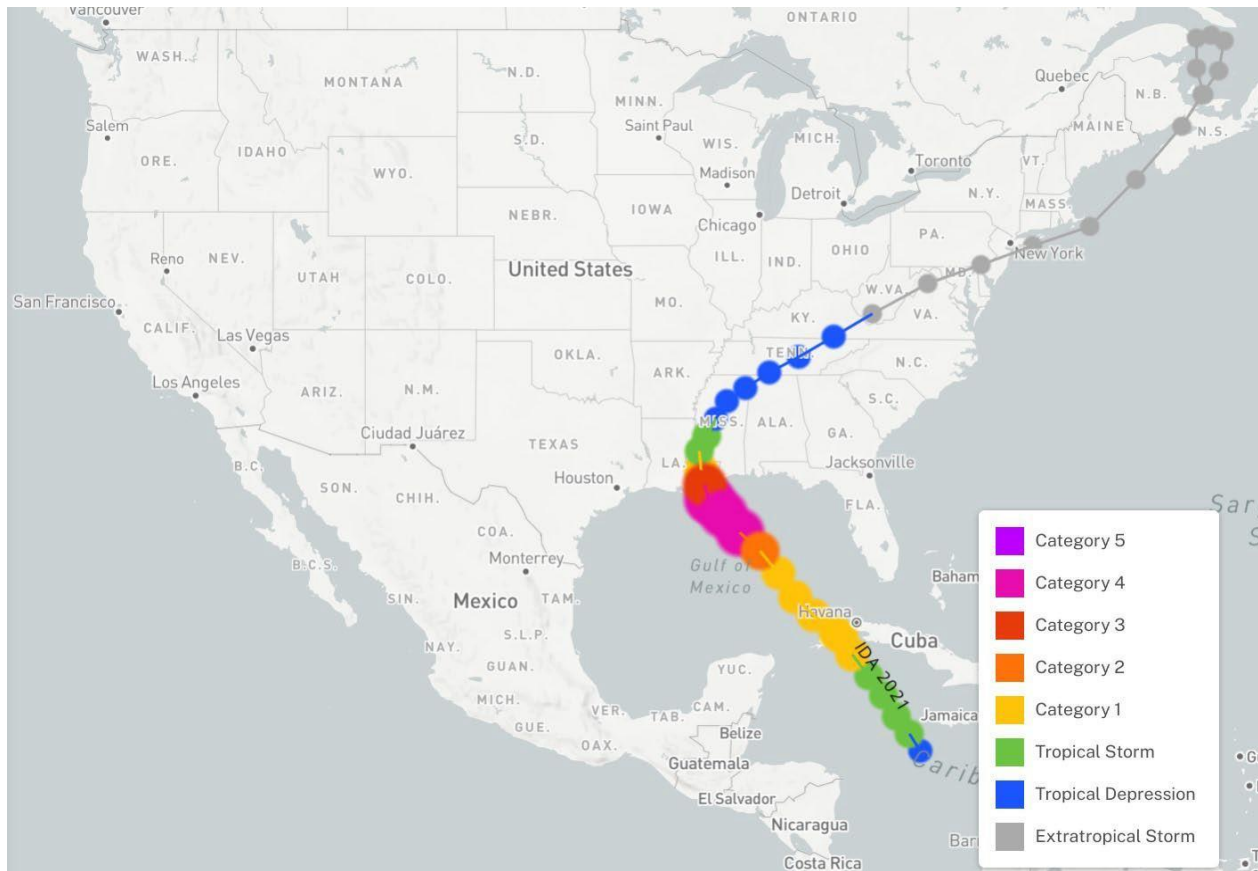 Vancouver
ONTARIO
WASH.
MONTANA
N.D.
Quebec
N.B.
MINN.
Salem
Saint Paul
MAINE
N.S.
S.D.
WIS.
MICH.
ORE.
IDAHO
Toronto
VT.
WYO.
Madison
Detroit
N.Y.
MASS.
NEBR.
IOWA
Chicago
PA.
Reno
NEV.
OHIO
New York
UTAH
COLO.
United States
ILL.
IND.
MD.
W.VA.
San Francisco
MO.
CALIF.
KY.
VA.
Las Vegas
OKLA.
TENN.
N.C.
Los Angeles
ARIZ.
N.M.
ARK.
S.C.
MISS.
ALA.
GA.
Ciudad Juárez
TEXAS
LA.
Jacksonville
B.C.
SON.
CHIH.
Houston
FLA.
COA.
Monterrey
Gulf of
Mexico
B.C.S.
SIN.
Mexico
TAM.
Havana
Baham
Cuba
NAY.
S.L.P.
GUAN.
IDA 2021
YUC.
MICH.
VER.
TAB.
CAM.
Jamaica
GUE.
OAX.
Belize
Guatemala
Carib
El Salvador
Nicaragua
Costa Rica
Bar
Sar
S
G
T
Category 5
Category 4
Category 3
Category 2
Category 1
Tropical Storm
Tropical Depression
Extratropical Storm